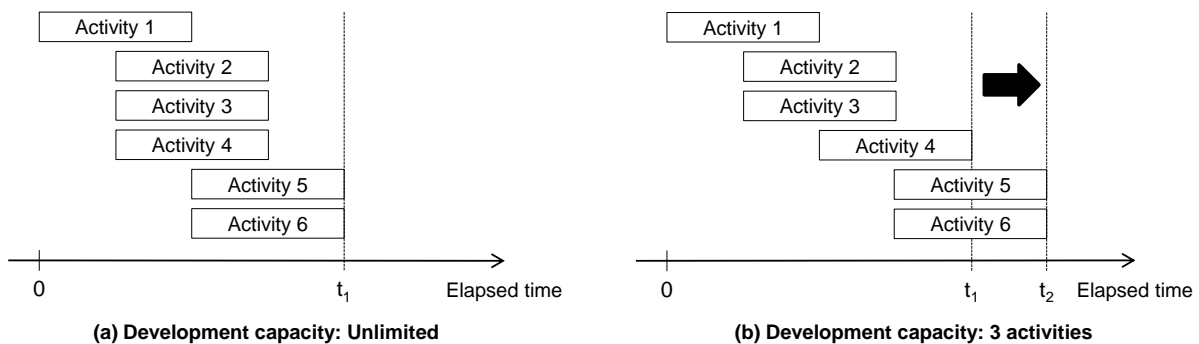 Activity 1
Activity 2
Activity 3
Activity 4
Activity 5
Activity 6
0 t₁ Elapsed time
(a) Development capacity: Unlimited
Activity 1
Activity 2
Activity 3
Activity 4
Activity 5
Activity 6
0 t₁ t₂ Elapsed time
(b) Development capacity: 3 activities